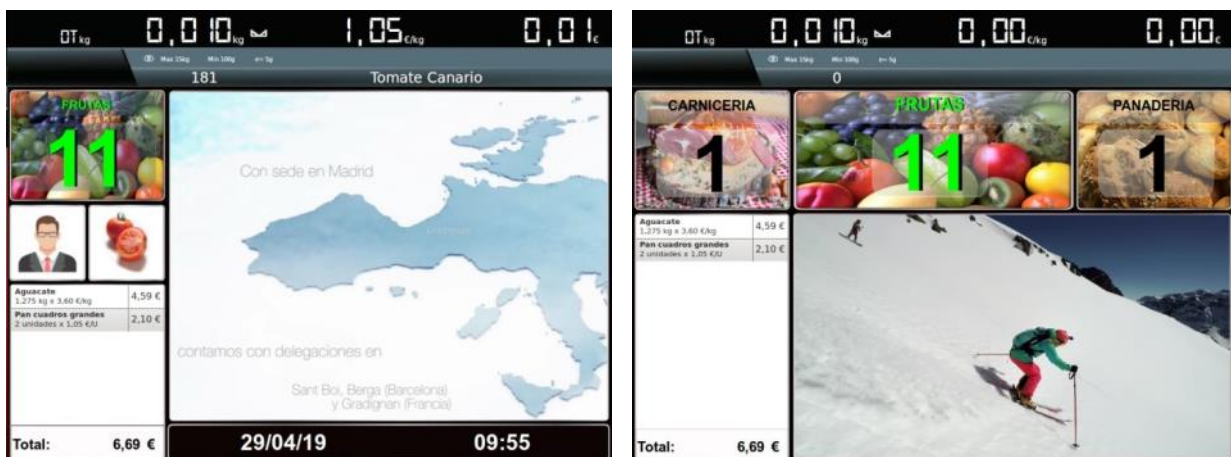 0T kg 0,010 kg 1,05 €/kg 0,01 €
Max 15kg Min 100g e= 5g
181 Tomate Canario
FRUTAS
11
Con sede en Madrid
contamos con delegaciones en
Sant Boi, Berga (Barcelona)
y Gradignan (Francia)
Aguacate
1,275 kg x 3,60 €/kg 4,59 €
Pan cuadros grandes
2 unidades x 1,05 €/U 2,10 €
Total: 6,69 €
29/04/19 09:55
0T kg 0,010 kg 0,00 €/kg 0,00 €
Max 15kg Min 100g e= 5g
0
CARNICERIA FRUTAS PANADERIA
1 11 1
Aguacate
1,275 kg x 3,60 €/kg 4,59 €
Pan cuadros grandes
2 unidades x 1,05 €/U 2,10 €
Total: 6,69 €